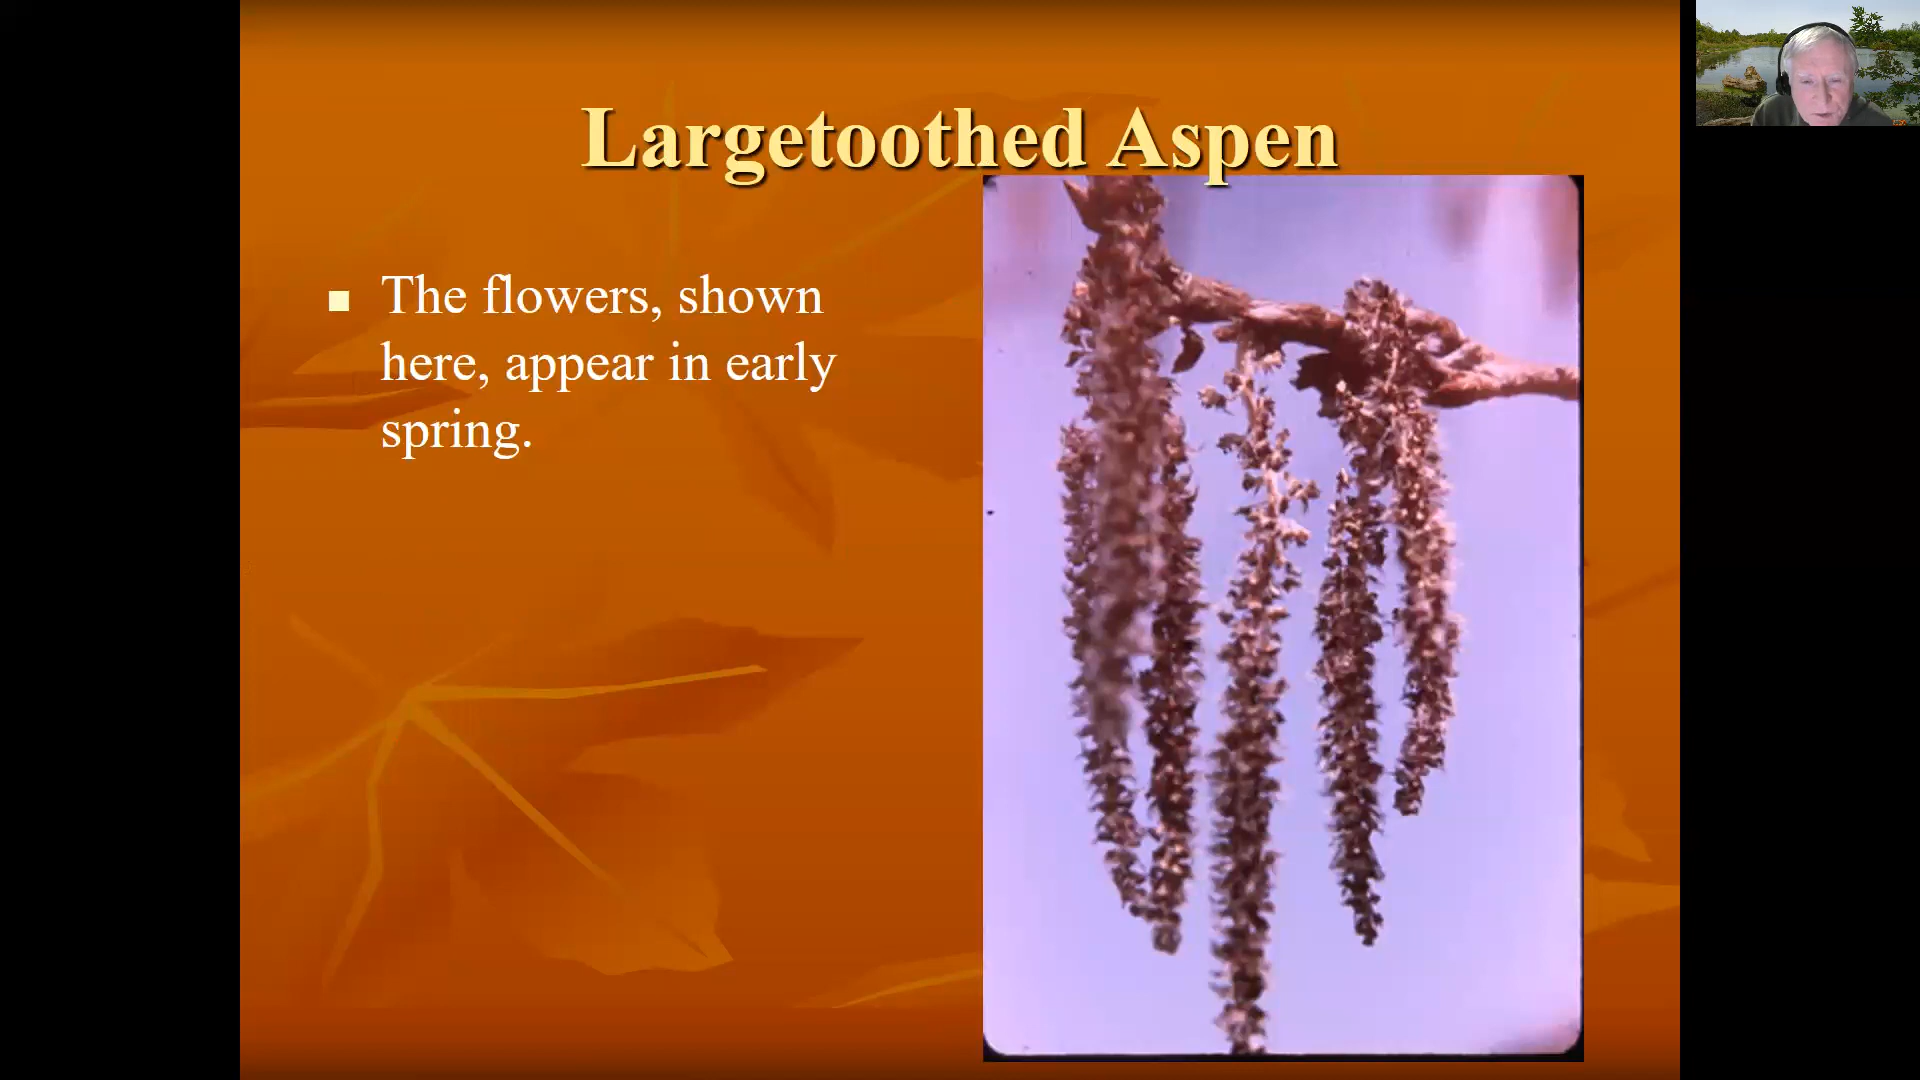 Largetoothed Aspen
The flowers, shown
here, appear in early
spring.